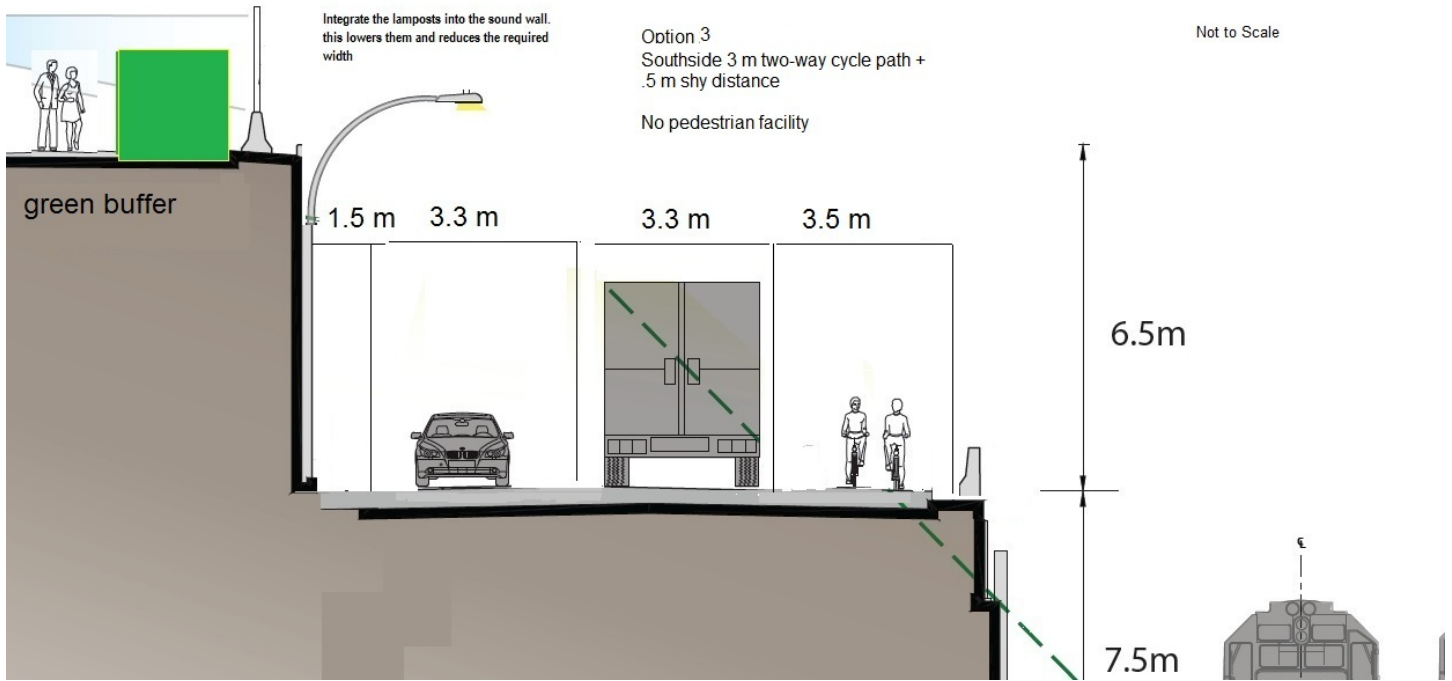 Integrate the lamposts into the sound wall.
this lowers them and reduces the required
width
Option 3
Southside 3 m two-way cycle path +
.5 m shy distance
No pedestrian facility
Not to Scale
green buffer
1.5 m
3.3 m
3.3 m
3.5 m
6.5m
℄
7.5m